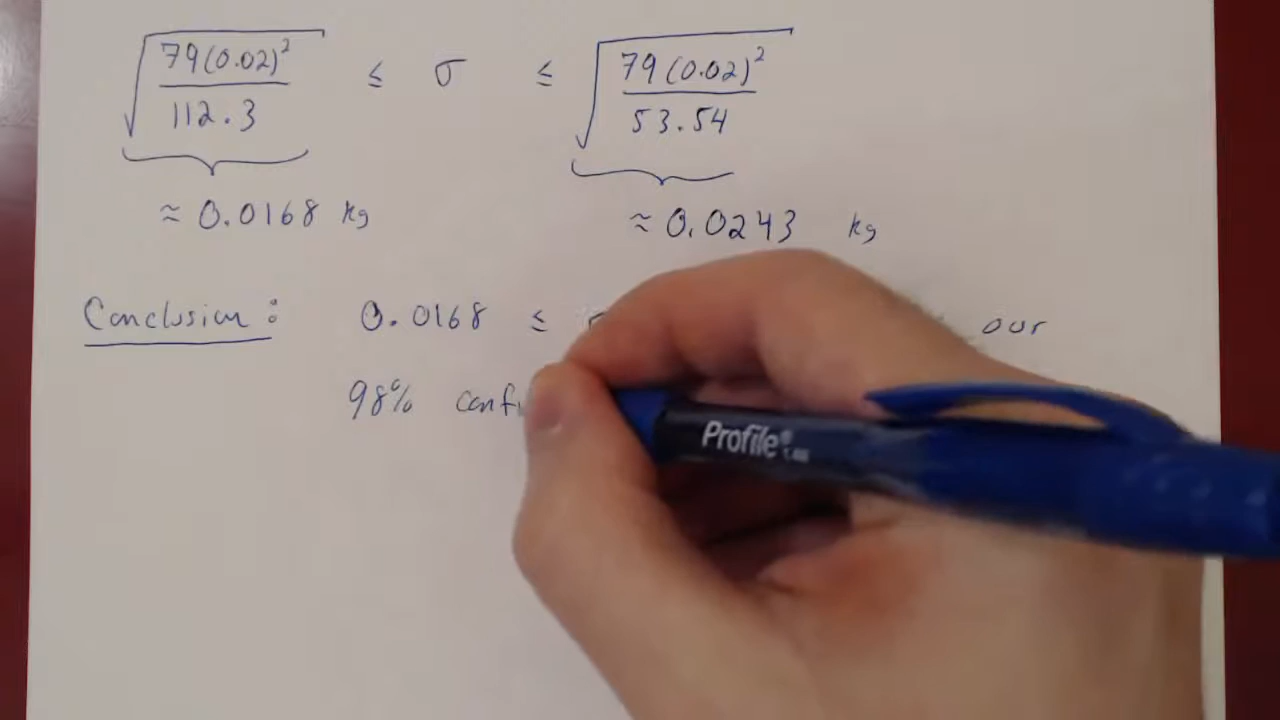 √(79(0.02)²/112.3) ≤ σ ≤ √(79(0.02)²/53.54)
≈ 0.0168 kg ≈ 0.0243 kg
Conclusion: 0.0168 ≤ our
98%
Profile®